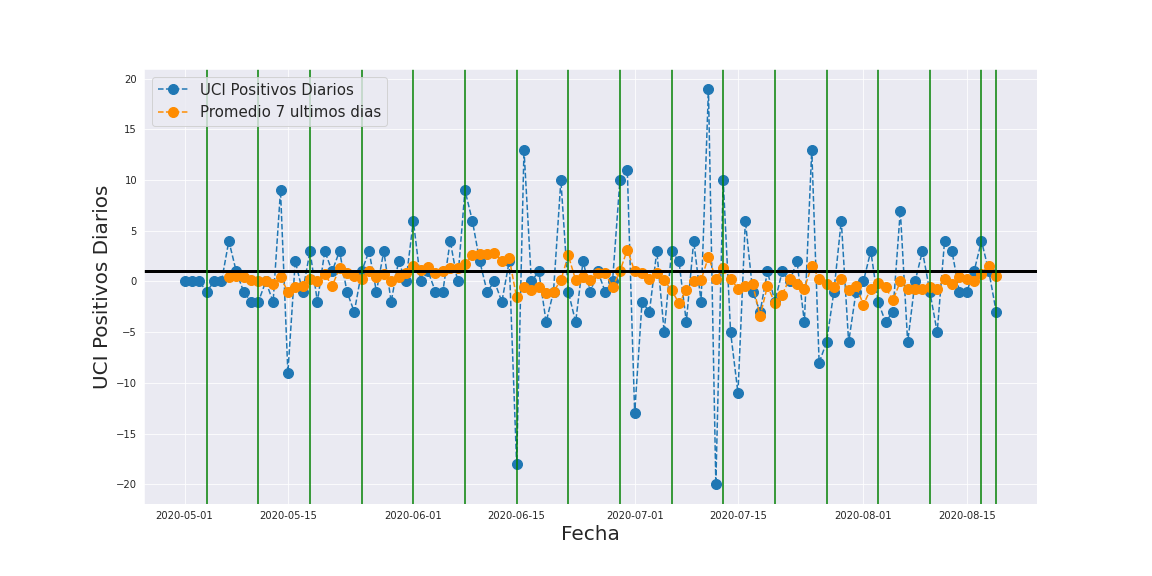 UCI Positivos Diarios
Promedio 7 ultimos dias
UCI Positivos Diarios
20
15
10
5
0
−5
−10
−15
−20
2020-05-01 2020-05-15 2020-06-01 2020-06-15 2020-07-01 2020-07-15 2020-08-01 2020-08-15
Fecha